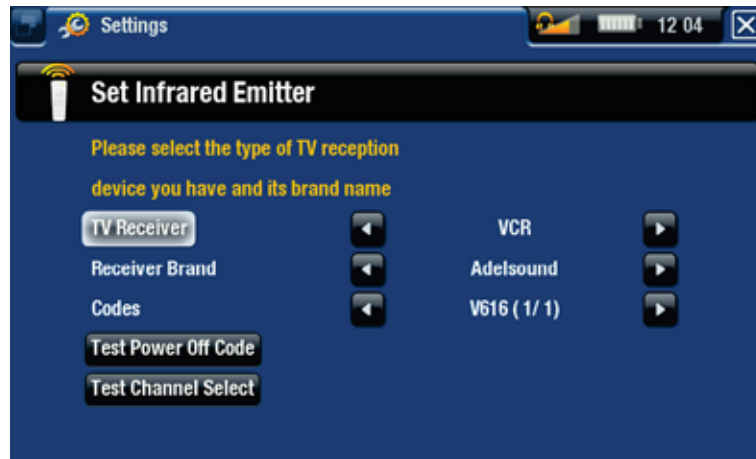 Settings
12 04
Set Infrared Emitter
Please select the type of TV reception
device you have and its brand name
TV Receiver VCR
Receiver Brand Adelsound
Codes V616 ( 1/ 1)
Test Power Off Code
Test Channel Select